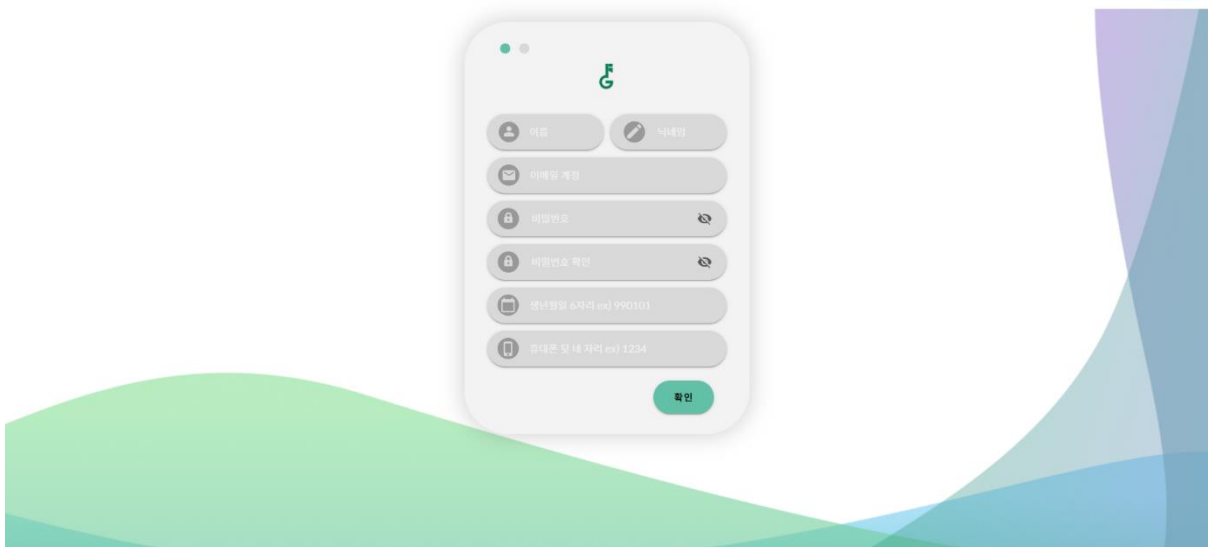 이름
닉네임
이메일 계정
비밀번호
비밀번호 확인
생년월일 6자리 ex) 990101
휴대폰 뒷 네 자리 ex) 1234
확인